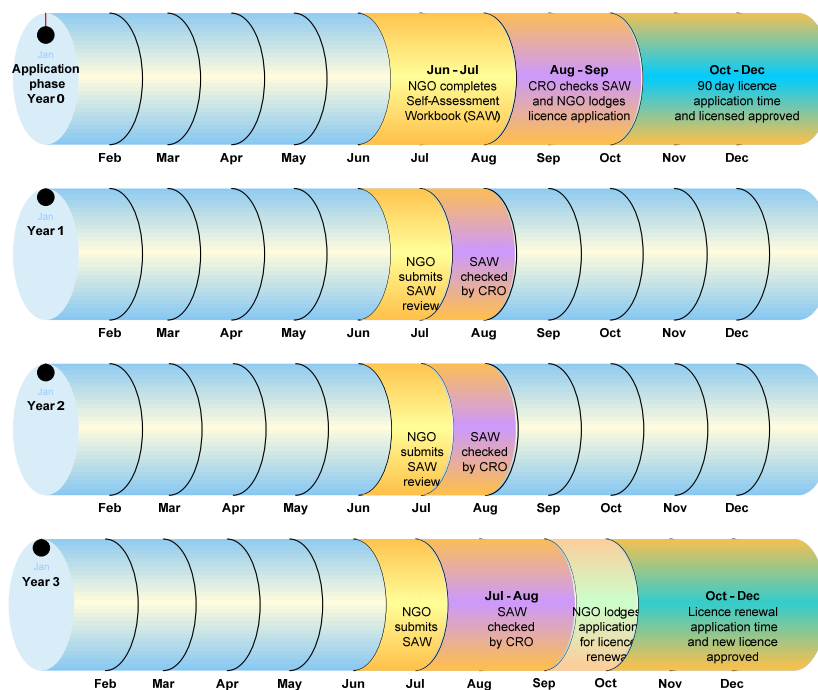 Jan
Application
phase
Year 0
Jun - Jul
NGO completes
Self-Assessment
Workbook (SAW)
Aug - Sep
CRO checks SAW
and NGO lodges
licence application
Oct - Dec
90 day licence
application time
and licensed approved
Feb Mar Apr May Jun Jul Aug Sep Oct Nov Dec
Jan
Year 1
NGO
submits
SAW
review
SAW
checked
by CRO
Feb Mar Apr May Jun Jul Aug Sep Oct Nov Dec
Jan
Year 2
NGO
submits
SAW
review
SAW
checked
by CRO
Feb Mar Apr May Jun Jul Aug Sep Oct Nov Dec
Jan
Year 3
NGO
submits
SAW
Jul - Aug
SAW
checked
by CRO
NGO lodges
application
for licence
renewa
Oct - Dec
Licence renewal
application time
and new licence
approved
Feb Mar Apr May Jun Jul Aug Sep Oct Nov Dec